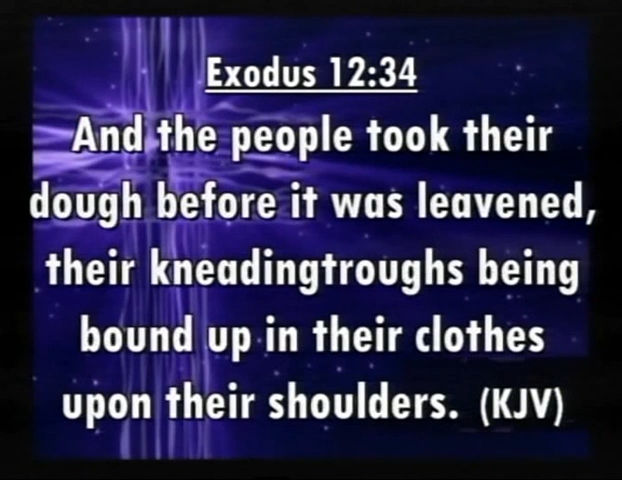 Exodus 12:34
And the people took their
dough before it was leavened,
their kneadingtroughs being
bound up in their clothes
upon their shoulders. (KJV)